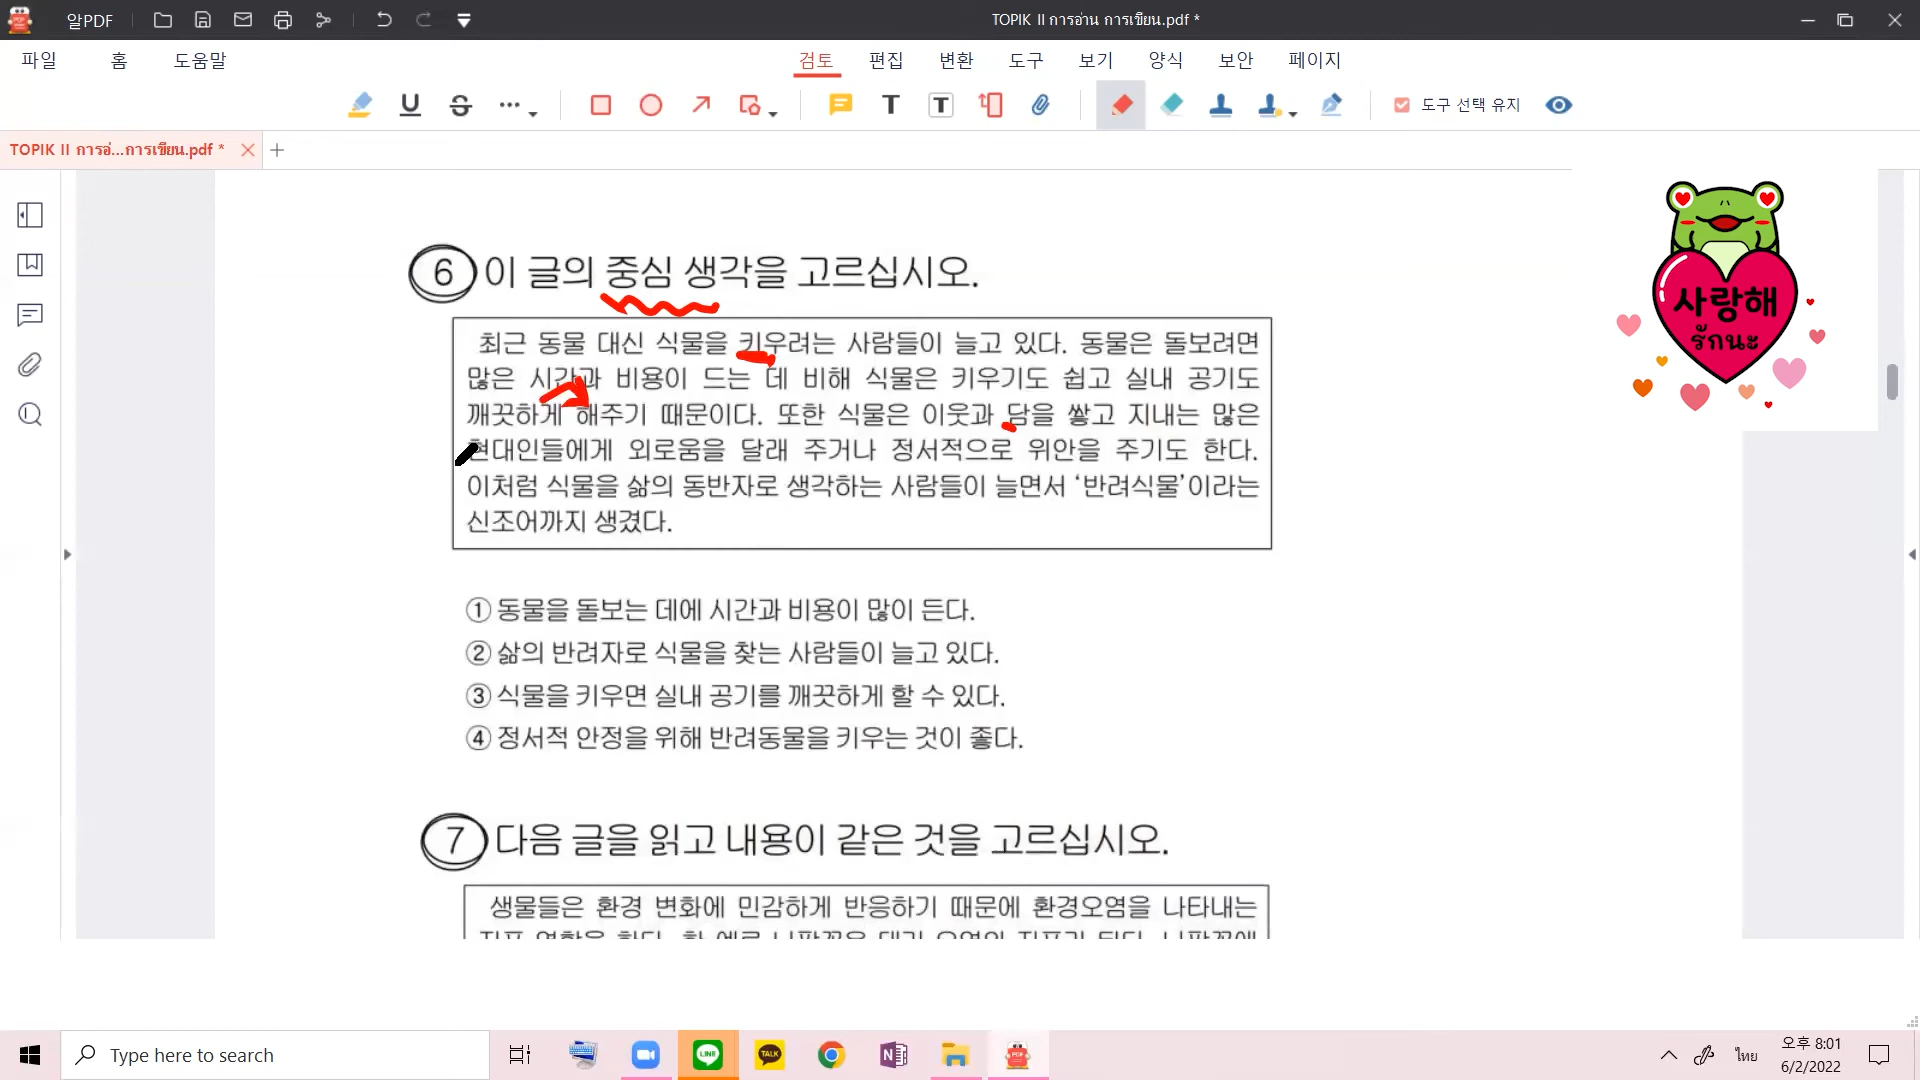 알PDF
TOPIK II การอ่าน การเขียน.pdf *
파일 홈 도움말 검토 편집 변환 도구 보기 양식 보안 페이지
도구 선택 유지
TOPIK II การอ่...การเขียน.pdf *
6 이 글의 중심 생각을 고르십시오.
최근 동물 대신 식물을 키우려는 사람들이 늘고 있다. 동물은 돌보려면
많은 시간과 비용이 드는 데 비해 식물은 키우기도 쉽고 실내 공기도
깨끗하게 해주기 때문이다. 또한 식물은 이웃과 담을 쌓고 지내는 많은
현대인들에게 외로움을 달래 주거나 정서적으로 위안을 주기도 한다.
이처럼 식물을 삶의 동반자로 생각하는 사람들이 늘면서 ‘반려식물’이라는
신조어까지 생겼다.
① 동물을 돌보는 데에 시간과 비용이 많이 든다.
② 삶의 반려자로 식물을 찾는 사람들이 늘고 있다.
③ 식물을 키우면 실내 공기를 깨끗하게 할 수 있다.
④ 정서적 안정을 위해 반려동물을 키우는 것이 좋다.
7 다음 글을 읽고 내용이 같은 것을 고르십시오.
생물들은 환경 변화에 민감하게 반응하기 때문에 환경오염을 나타내는
사랑해
รักนะ
Type here to search
LINE
TALK
N
PDF
ไทย
오후 8:01
6/2/2022